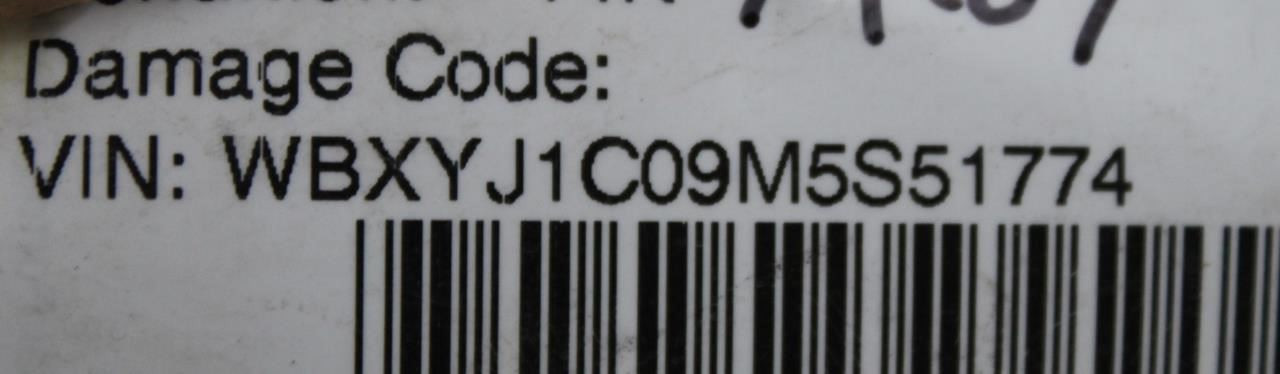 Damage Code:
VIN: WBXYJ1C09M5S51774